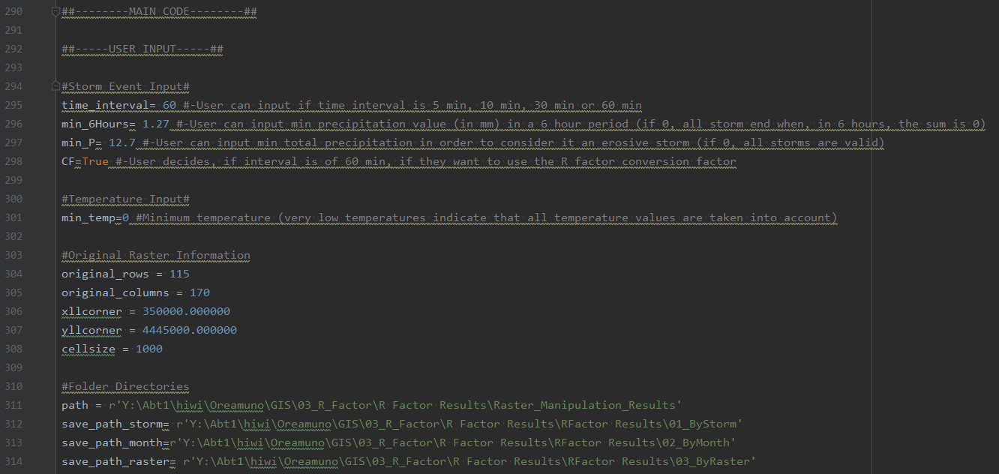 290 ##--------MAIN CODE--------##
291
292 ##-----USER INPUT-----##
293
294 #Storm Event Input#
295 time_interval= 60 #-User can input if time interval is 5 min, 10 min, 30 min or 60 min
296 min_6Hours= 1.27 #-User can input min precipitation value (in mm) in a 6 hour period (if 0, all storm end when, in 6 hours, the sum is 0)
297 min_P= 12.7 #-User can input min total precipitation in order to consider it an erosive storm (if 0, all storms are valid)
298 CF=True #-User decides, if interval is of 60 min, if they want to use the R factor conversion factor
299
300 #Temperature Input#
301 min_temp=0 #Minimum temperature (very low temperatures indicate that all temperature values are taken into account)
302
303 #Original Raster Information
304 original_rows = 115
305 original_columns = 170
306 xllcorner = 350000.000000
307 yllcorner = 4445000.000000
308 cellsize = 1000
309
310 #Folder Directories
311 path = r'Y:\Abt1\hiwi\Oreamuno\GIS\03_R_Factor\R Factor Results\Raster_Manipulation_Results'
312 save_path_storm= r'Y:\Abt1\hiwi\Oreamuno\GIS\03_R_Factor\R Factor Results\RFactor Results\01_ByStorm'
313 save_path_month=r'Y:\Abt1\hiwi\Oreamuno\GIS\03_R_Factor\R Factor Results\RFactor Results\02_ByMonth'
314 save_path_raster= r'Y:\Abt1\hiwi\Oreamuno\GIS\03_R_Factor\R Factor Results\RFactor Results\03_ByRaster'